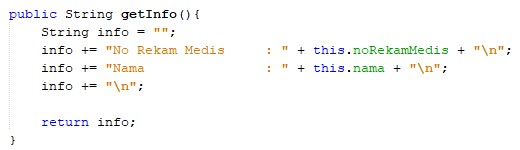 public String getInfo(){
    String info = "";
    info += "No Rekam Medis     : " + this.noRekamMedis + "\n";
    info += "Nama               : " + this.nama + "\n";
    info += "\n";

    return info;
}